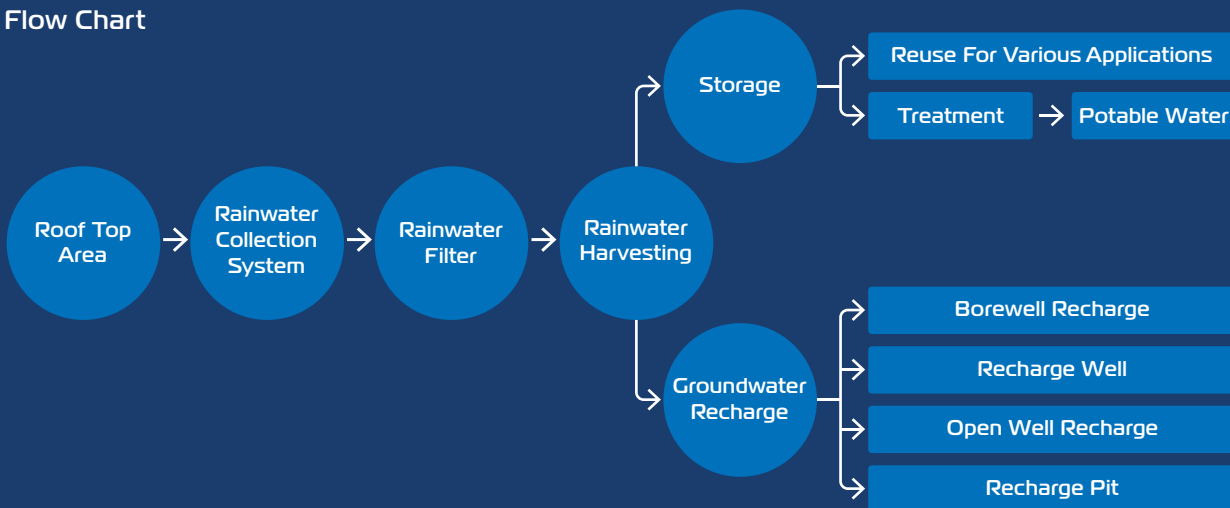 Flow Chart
Roof Top
Area
Rainwater
Collection
System
Rainwater
Filter
Rainwater
Harvesting
Storage
Reuse For Various Applications
Treatment
Potable Water
Groundwater
Recharge
Borewell Recharge
Recharge Well
Open Well Recharge
Recharge Pit